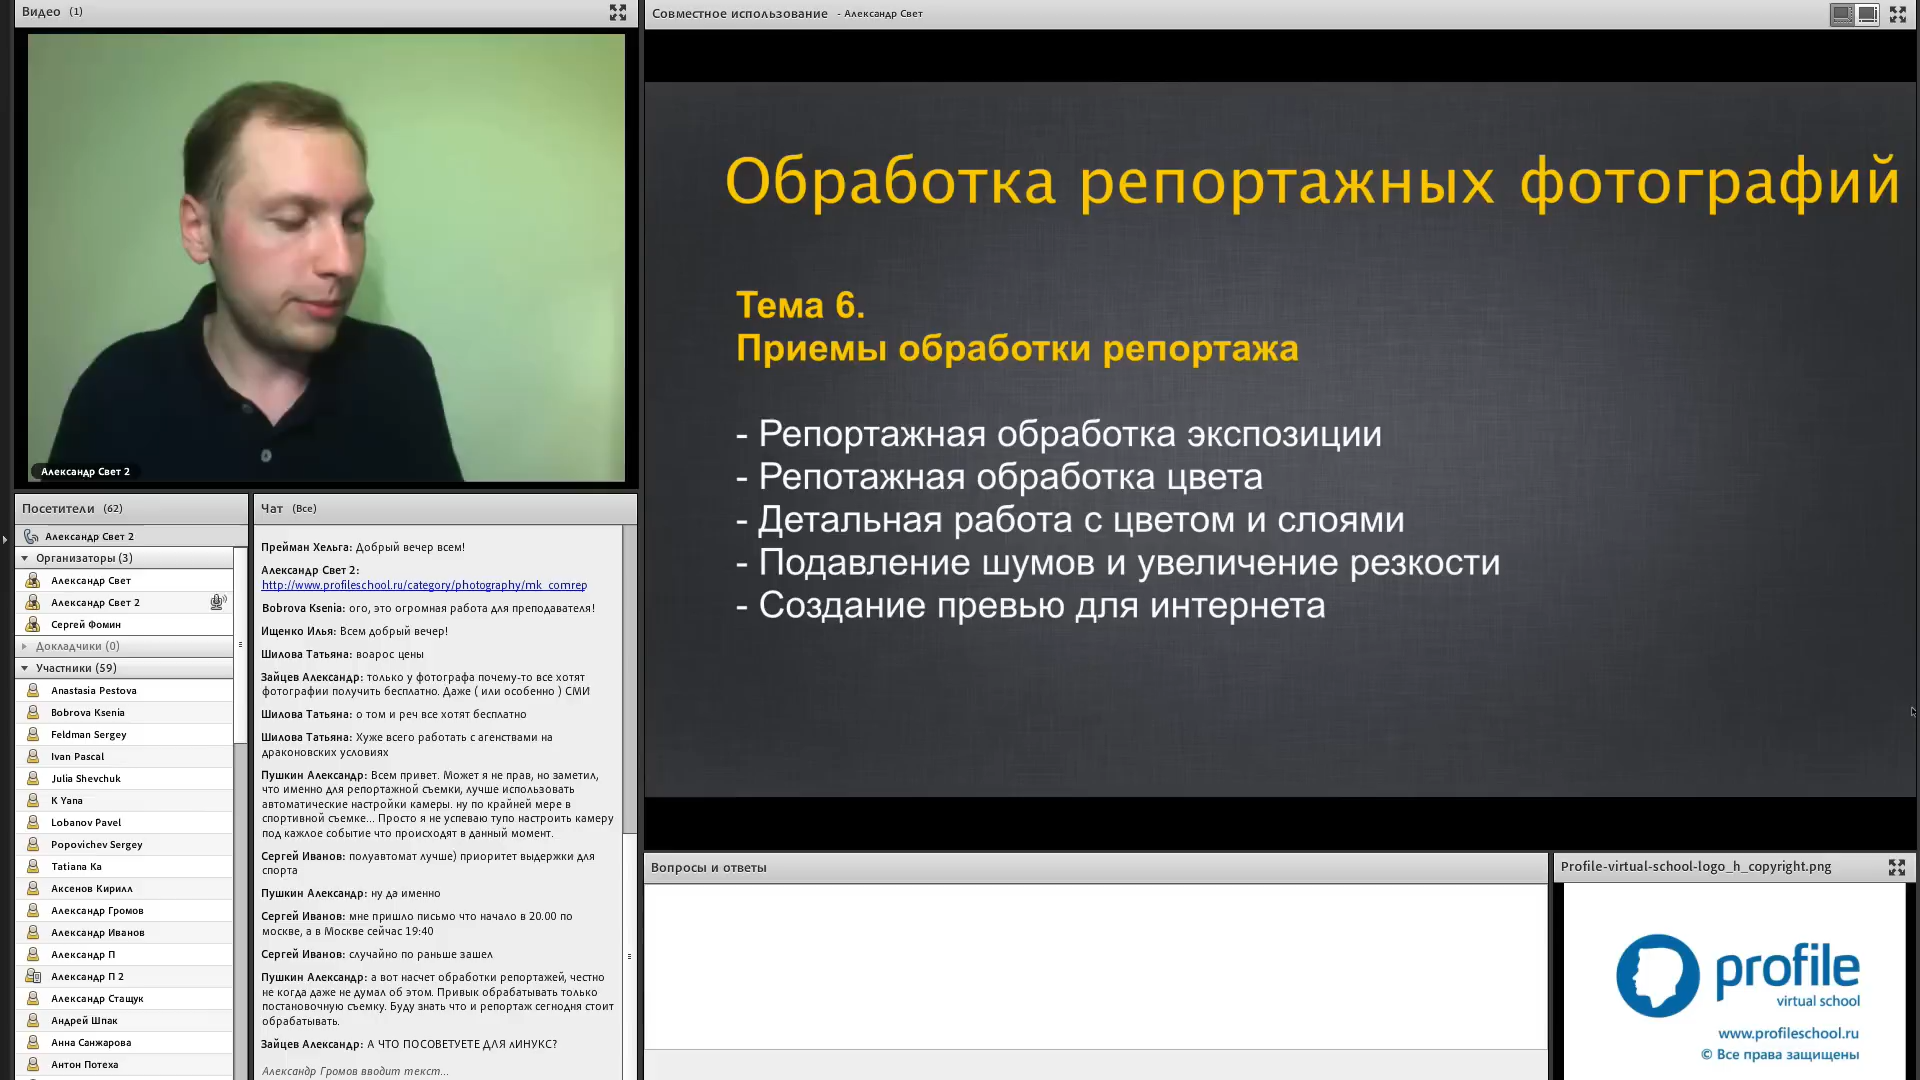 Видео (1)
Александр Свет 2
Посетители (62)
Александр Свет 2
Организаторы (3)
Александр Свет
Александр Свет 2
Сергей Фомин
Докладчики (0)
Участники (59)
Anastasia Pestova
Bobrova Ksenia
Feldman Sergey
Ivan Pascal
Julia Shevchuk
K Yana
Lobanov Pavel
Popovichev Sergey
Tatiana Ka
Аксенов Кирилл
Александр Громов
Александр Иванов
Александр П
Александр П 2
Александр Стащук
Андрей Шпак
Анна Санжарова
Антон Потеха
Чат (Все)
Прейман Хельга: Добрый вечер всем!
Александр Свет 2:
http://www.profileschool.ru/category/photography/mk_comrep
Bobrova Ksenia: ого, это огромная работа для преподавателя!
Ищенко Илья: Всем добрый вечер!
Шилова Татьяна: воарос цены
Зайцев Александр: только у фотографа почему-то все хотят
фотографии получить бесплатно. Даже ( или особенно ) СМИ
Шилова Татьяна: о том и реч все хотят бесплатно
Шилова Татьяна: Хуже всего работать с агенствами на
драконовских условиях
Пушкин Александр: Всем привет. Может я не прав, но заметил,
что именно для репортажной съемки, лучше использовать
автоматические настройки камеры. ну по крайней мере в
спортивной съемке... Просто я не успеваю тупо настроить камеру
под кажлое событие что происходят в данный момент.
Сергей Иванов: полуавтомат лучше) приоритет выдержки для
спорта
Пушкин Александр: ну да именно
Сергей Иванов: мне пришло письмо что начало в 20.00 по
москве, а в Москве сейчас 19:40
Сергей Иванов: случайно по раньше зашел
Пушкин Александр: а вот насчет обработки репортажей, честно
не когда даже не думал об этом. Привык обрабатывать только
постановочную съемку. Буду знать что и репортаж сегодня стоит
обрабатывать.
Зайцев Александр: А ЧТО ПОСОВЕТУЕТЕ ДЛЯ лИНУКС?
Александр Громов вводит текст...
Совместное использование - Александр Свет
Обработка репортажных фотографий
Тема 6.
Приемы обработки репортажа
- Репортажная обработка экспозиции
- Репотажная обработка цвета
- Детальная работа с цветом и слоями
- Подавление шумов и увеличение резкости
- Создание превью для интернета
Вопросы и ответы
Profile-virtual-school-logo_h_copyright.png
profile
virtual school
www.profileschool.ru
© Все права защищены